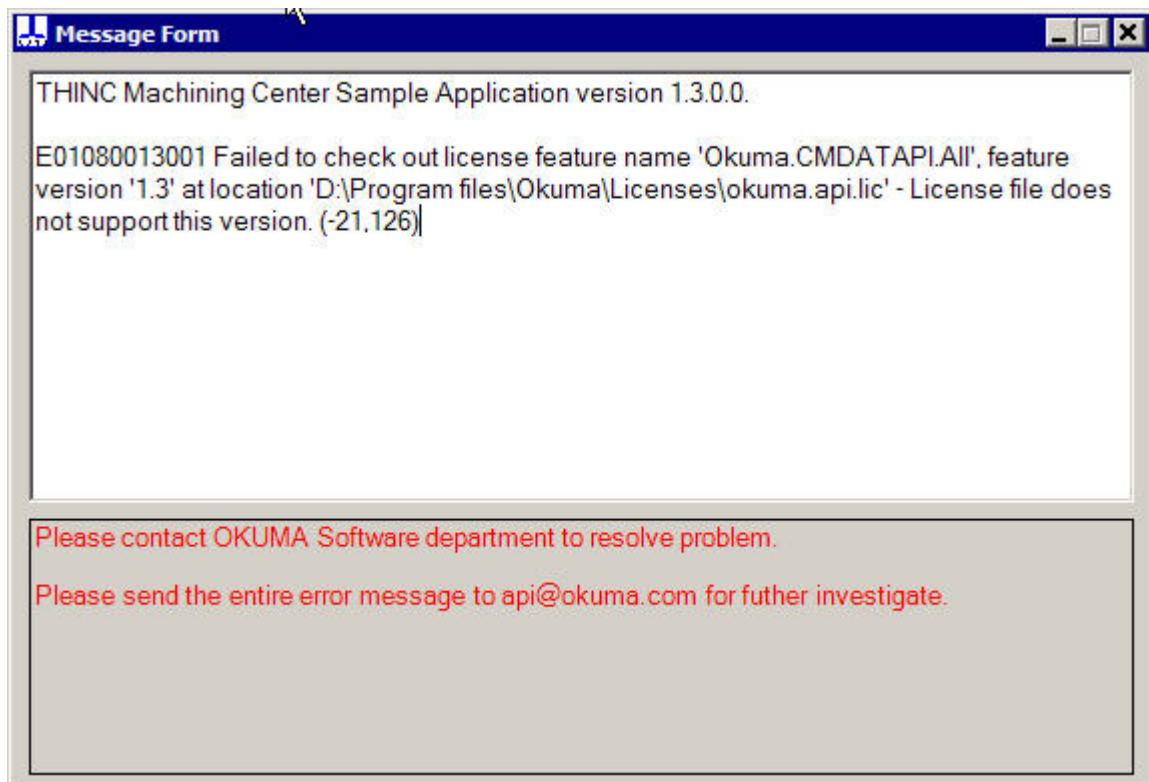 Message Form
THINC Machining Center Sample Application version 1.3.0.0.
E01080013001 Failed to check out license feature name 'Okuma.CMDATAPI.All', feature
version '1.3' at location 'D:\Program files\Okuma\Licenses\okuma.api.lic' - License file does
not support this version. (-21,126)
Please contact OKUMA Software department to resolve problem.
Please send the entire error message to api@okuma.com for futher investigate.